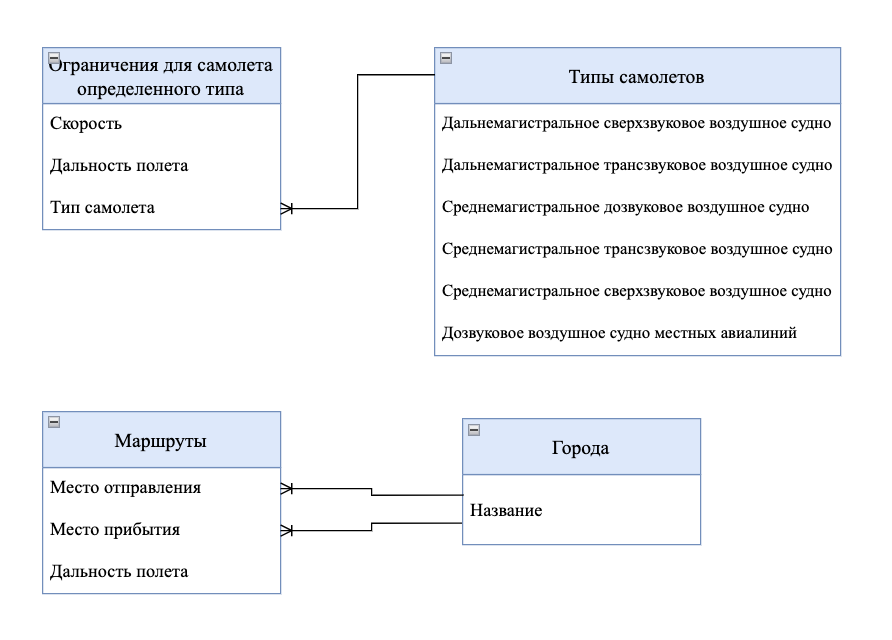 Ограничения для самолета
определенного типа
Скорость
Дальность полета
Тип самолета
Типы самолетов
Дальнемагистральное сверхзвуковое воздушное судно
Дальнемагистральное трансзвуковое воздушное судно
Среднемагистральное дозвуковое воздушное судно
Среднемагистральное трансзвуковое воздушное судно
Среднемагистральное сверхзвуковое воздушное судно
Дозвуковое воздушное судно местных авиалиний
Маршруты
Место отправления
Место прибытия
Дальность полета
Города
Название